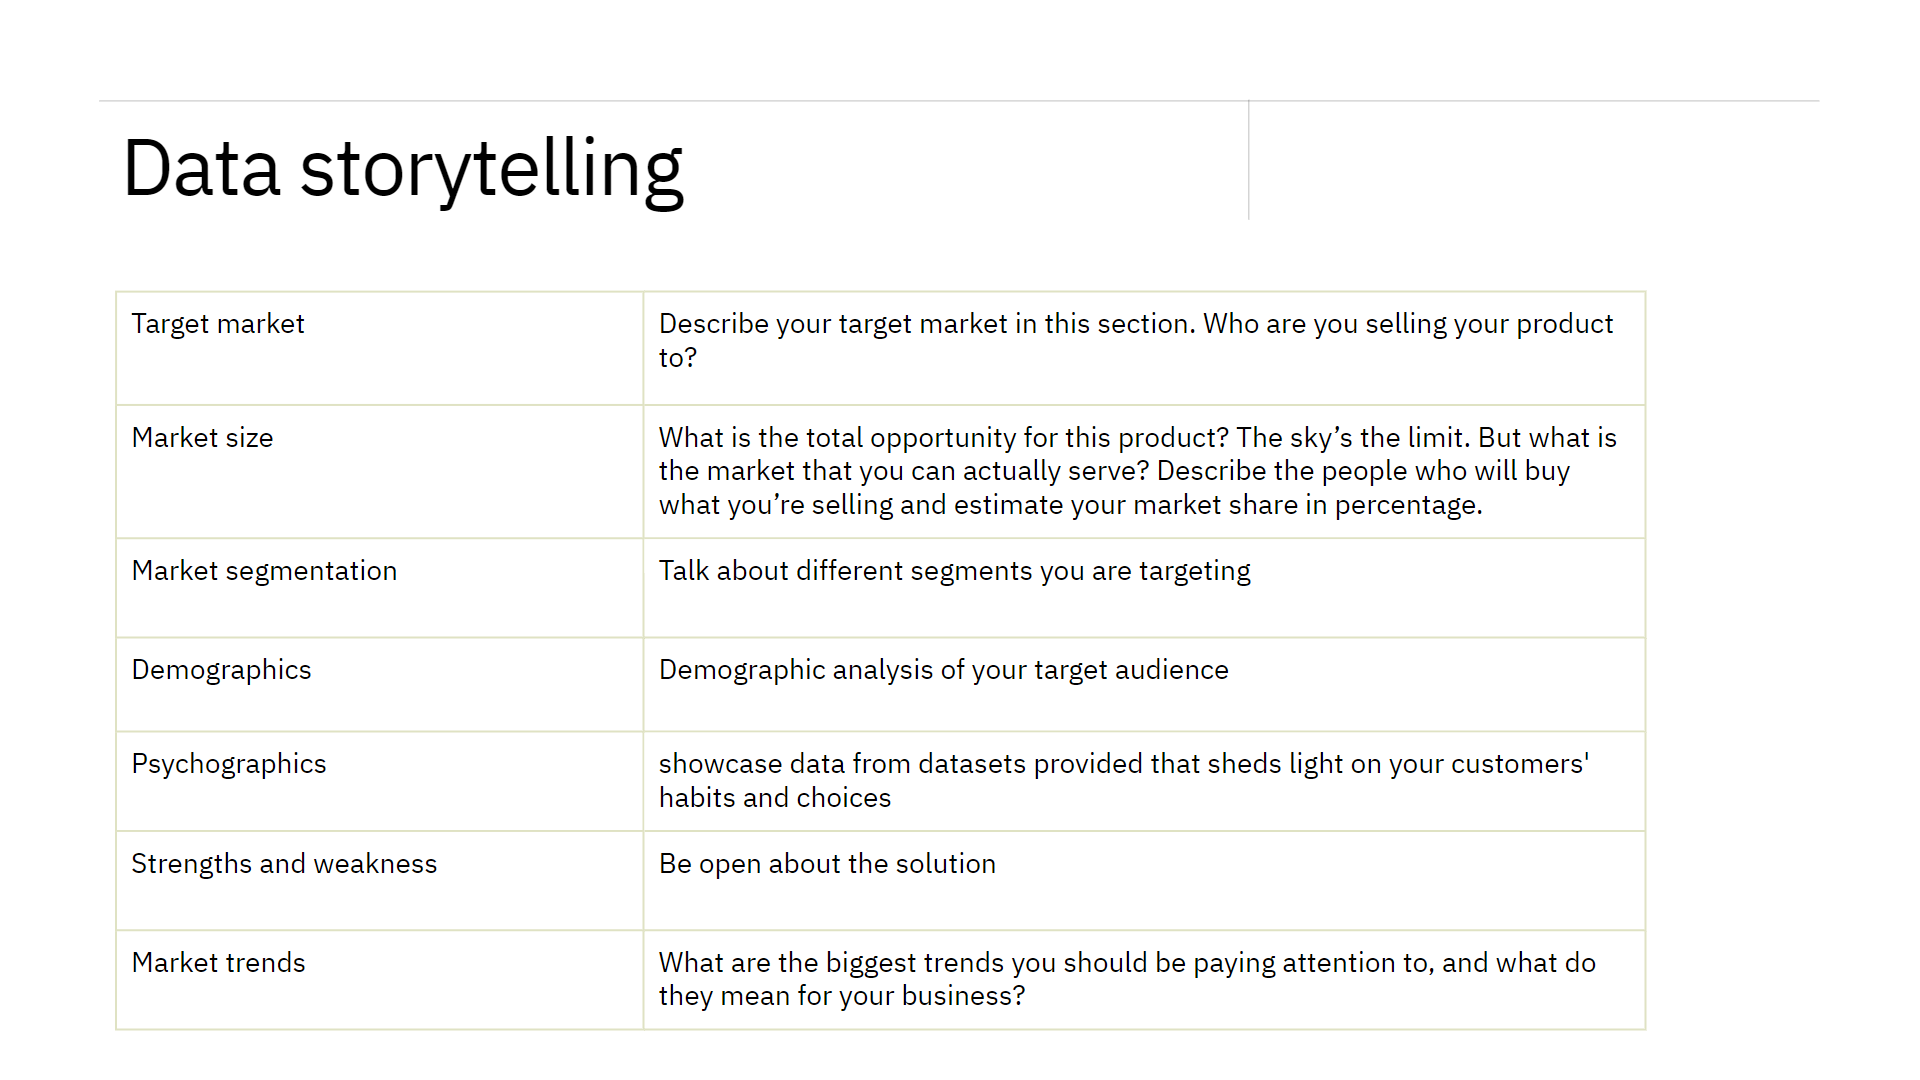 Data storytelling
Target market
Describe your target market in this section. Who are you selling your product
to?
Market size
What is the total opportunity for this product? The sky’s the limit. But what is
the market that you can actually serve? Describe the people who will buy
what you’re selling and estimate your market share in percentage.
Market segmentation
Talk about different segments you are targeting
Demographics
Demographic analysis of your target audience
Psychographics
showcase data from datasets provided that sheds light on your customers'
habits and choices
Strengths and weakness
Be open about the solution
Market trends
What are the biggest trends you should be paying attention to, and what do
they mean for your business?